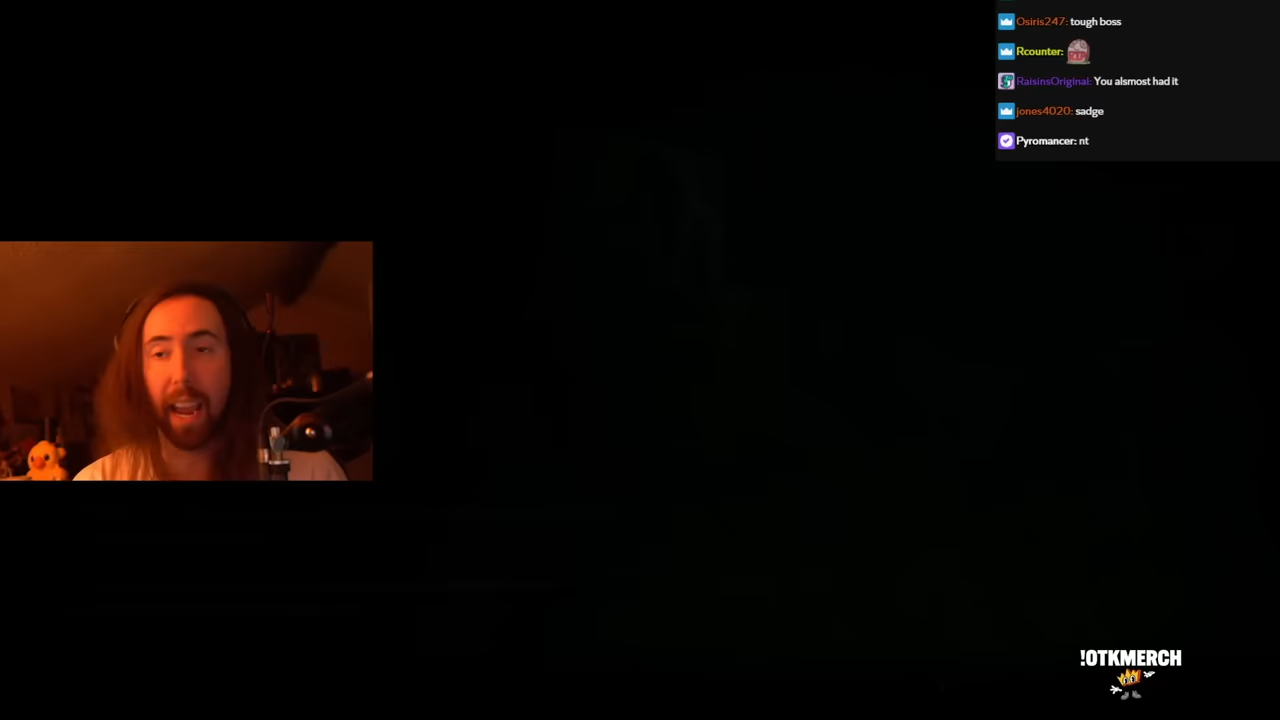 Osiris247: tough boss
Rcounter:
RaisinsOriginal: You alsmost had it
jones4020: sadge
Pyromancer: nt
!OTKMERCH